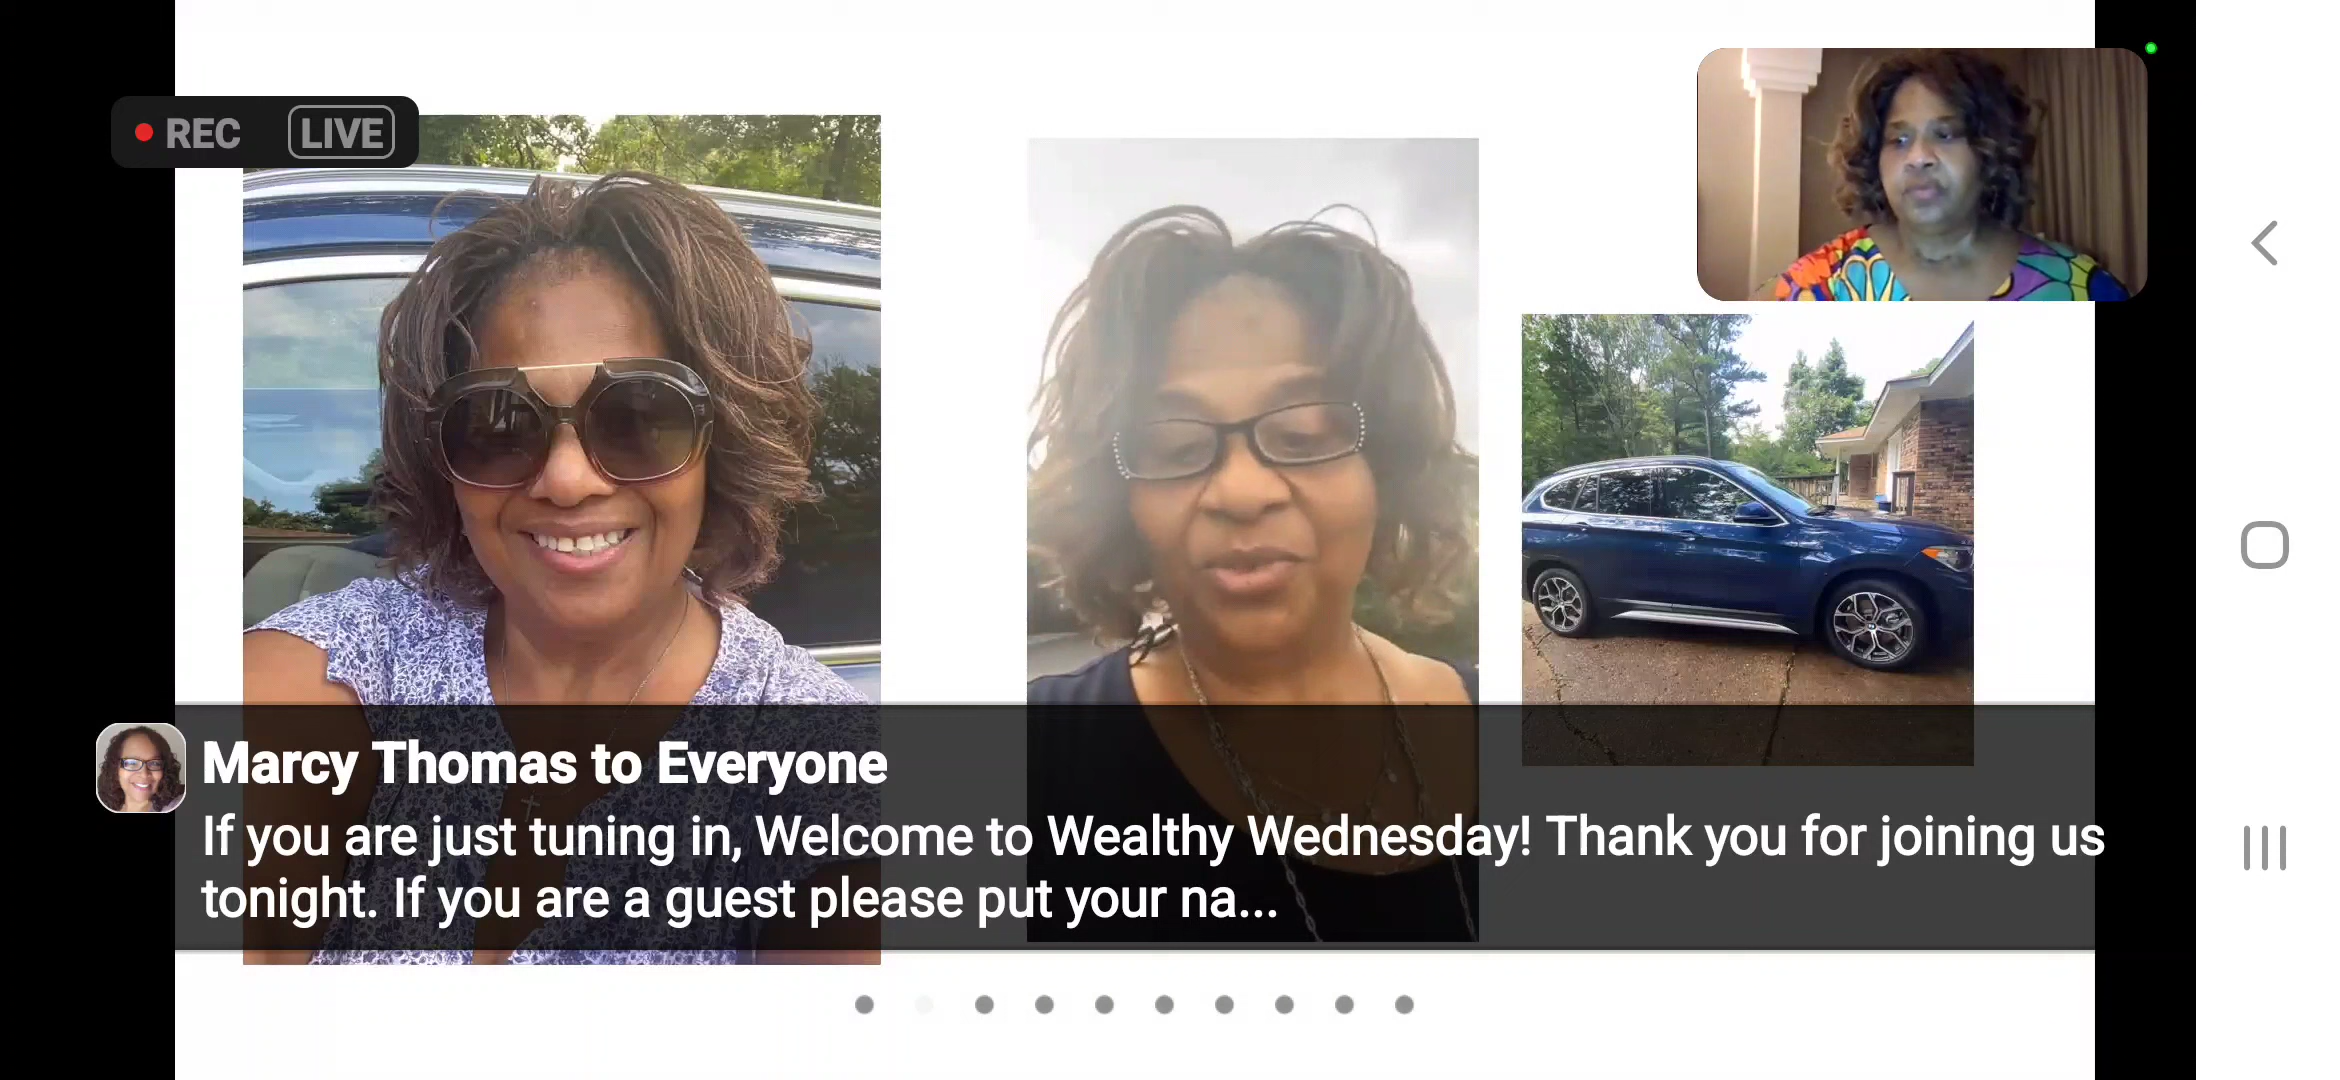 REC LIVE
Marcy Thomas to Everyone
If you are just tuning in, Welcome to Wealthy Wednesday! Thank you for joining us
tonight. If you are a guest please put your na...